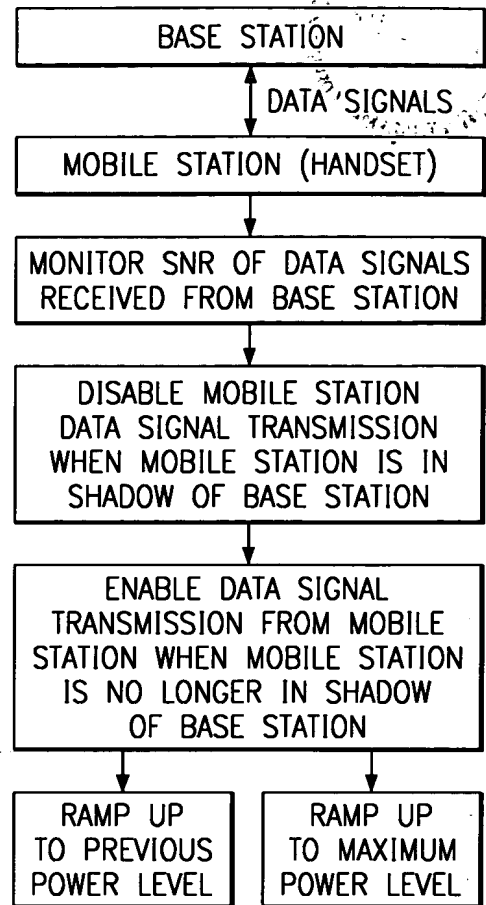 BASE STATION
DATA SIGNALS
MOBILE STATION (HANDSET)
MONITOR SNR OF DATA SIGNALS
RECEIVED FROM BASE STATION
DISABLE MOBILE STATION
DATA SIGNAL TRANSMISSION
WHEN MOBILE STATION IS IN
SHADOW OF BASE STATION
ENABLE DATA SIGNAL
TRANSMISSION FROM MOBILE
STATION WHEN MOBILE STATION
IS NO LONGER IN SHADOW
OF BASE STATION
RAMP UP
TO PREVIOUS
POWER LEVEL
RAMP UP
TO MAXIMUM
POWER LEVEL